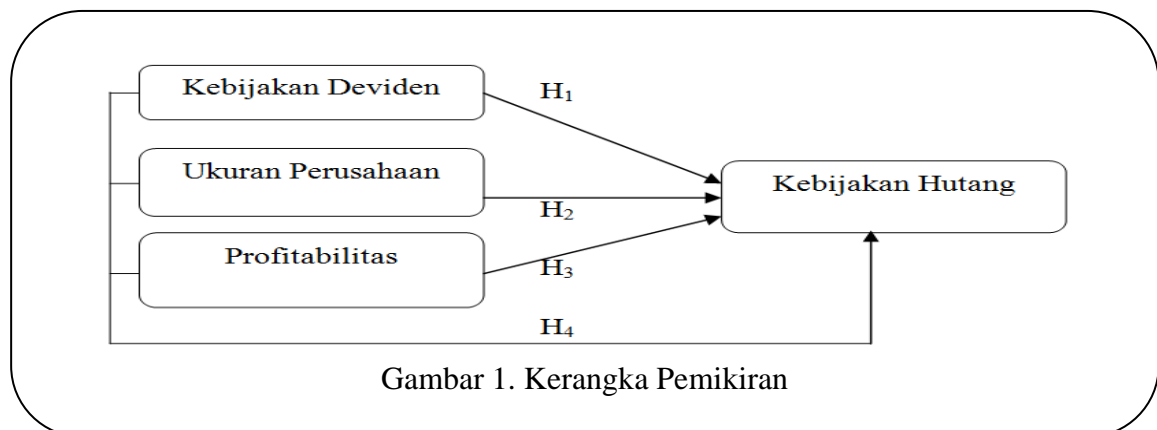 Kebijakan Deviden
H₁
Ukuran Perusahaan
Kebijakan Hutang
H₂
Profitabilitas
H₃
H₄
Gambar 1. Kerangka Pemikiran